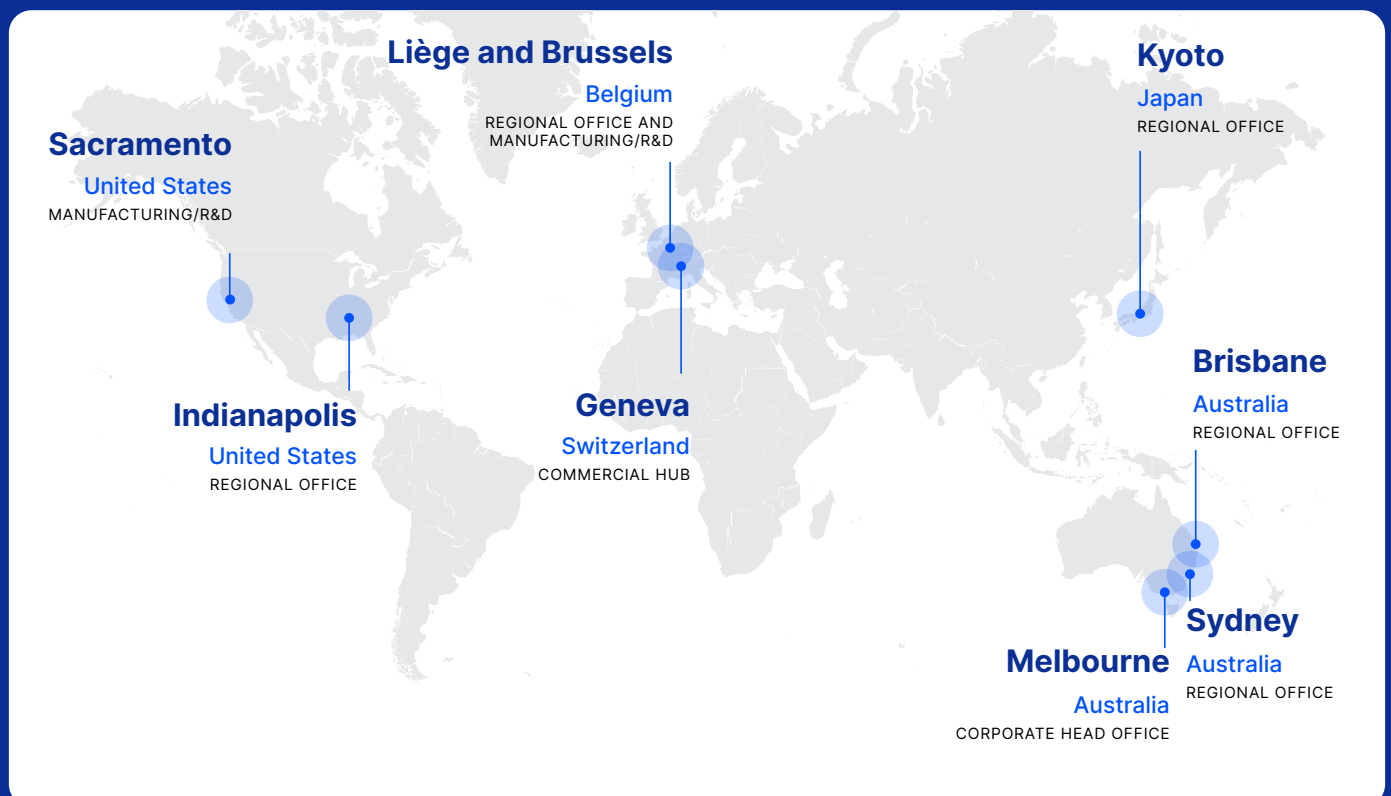 Liège and Brussels
Belgium
REGIONAL OFFICE AND
MANUFACTURING/R&D
Kyoto
Japan
REGIONAL OFFICE
Sacramento
United States
MANUFACTURING/R&D
Brisbane
Australia
REGIONAL OFFICE
Indianapolis
United States
REGIONAL OFFICE
Geneva
Switzerland
COMMERCIAL HUB
Sydney
Australia
REGIONAL OFFICE
Melbourne
Australia
CORPORATE HEAD OFFICE